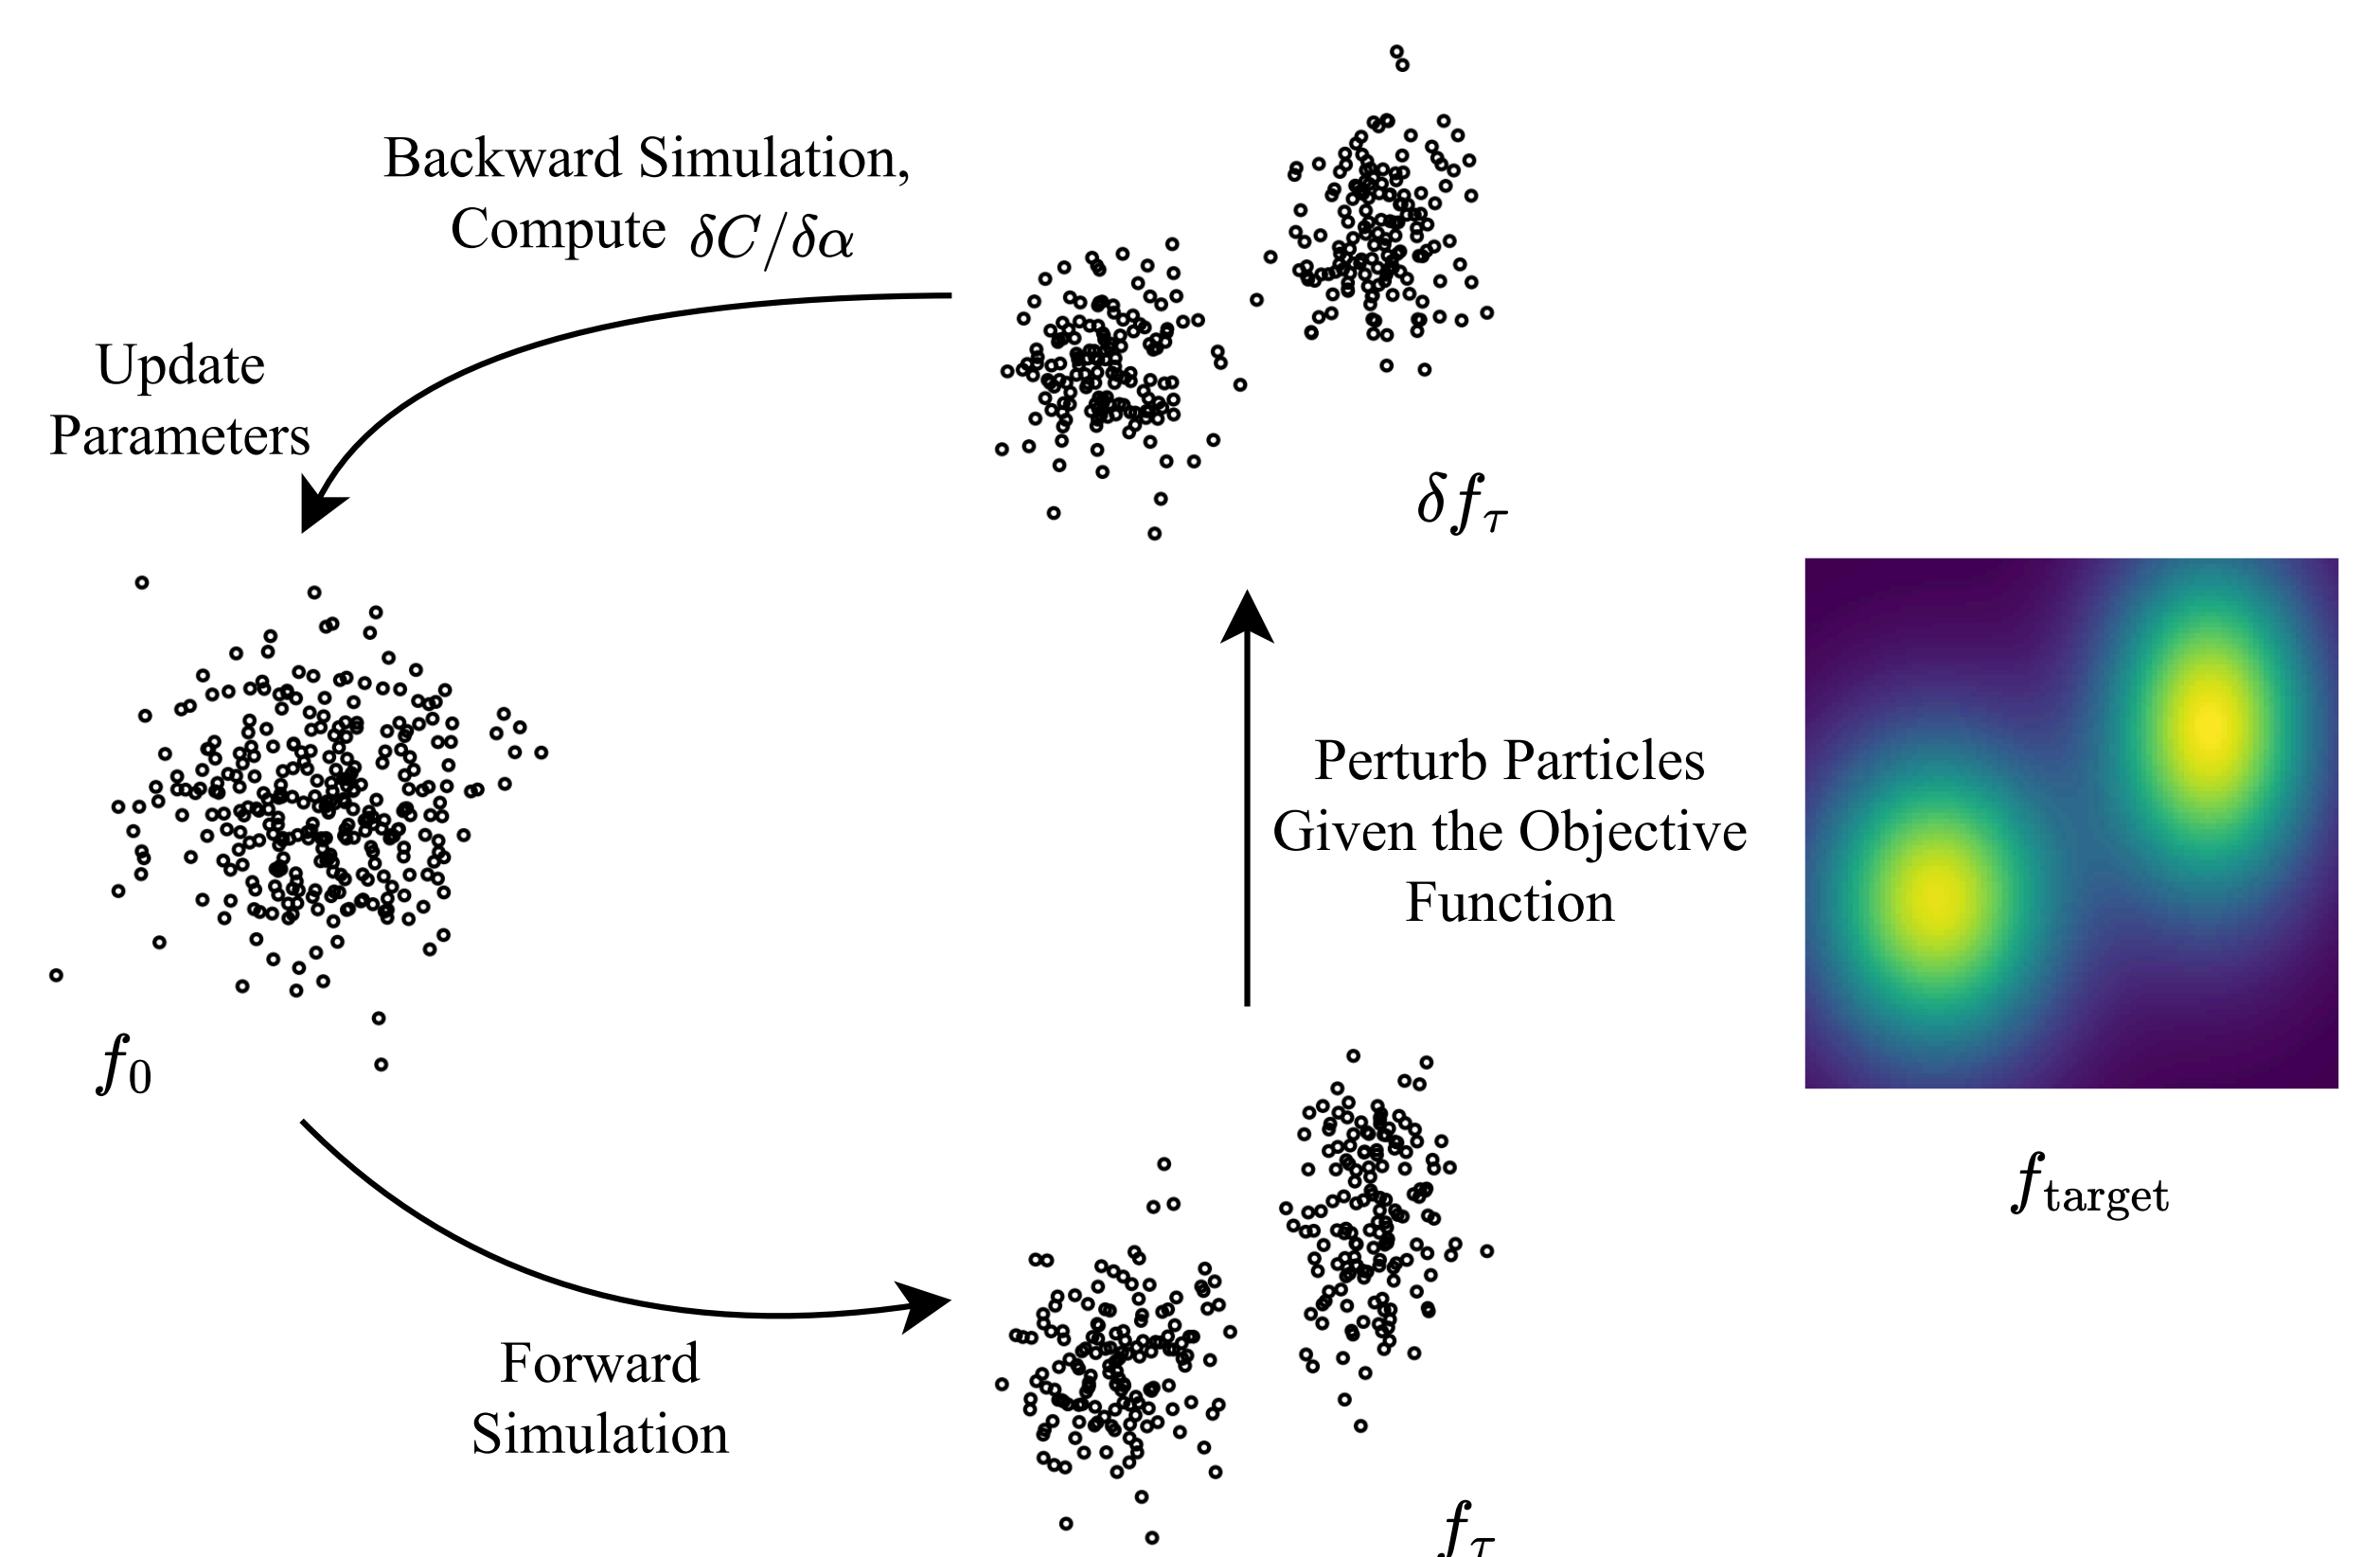 Backward Simulation,
Compute δC/δα
Update
Parameters
δf_τ
Perturb Particles
Given the Objective
Function
f_0
f_target
Forward
Simulation
f_τ